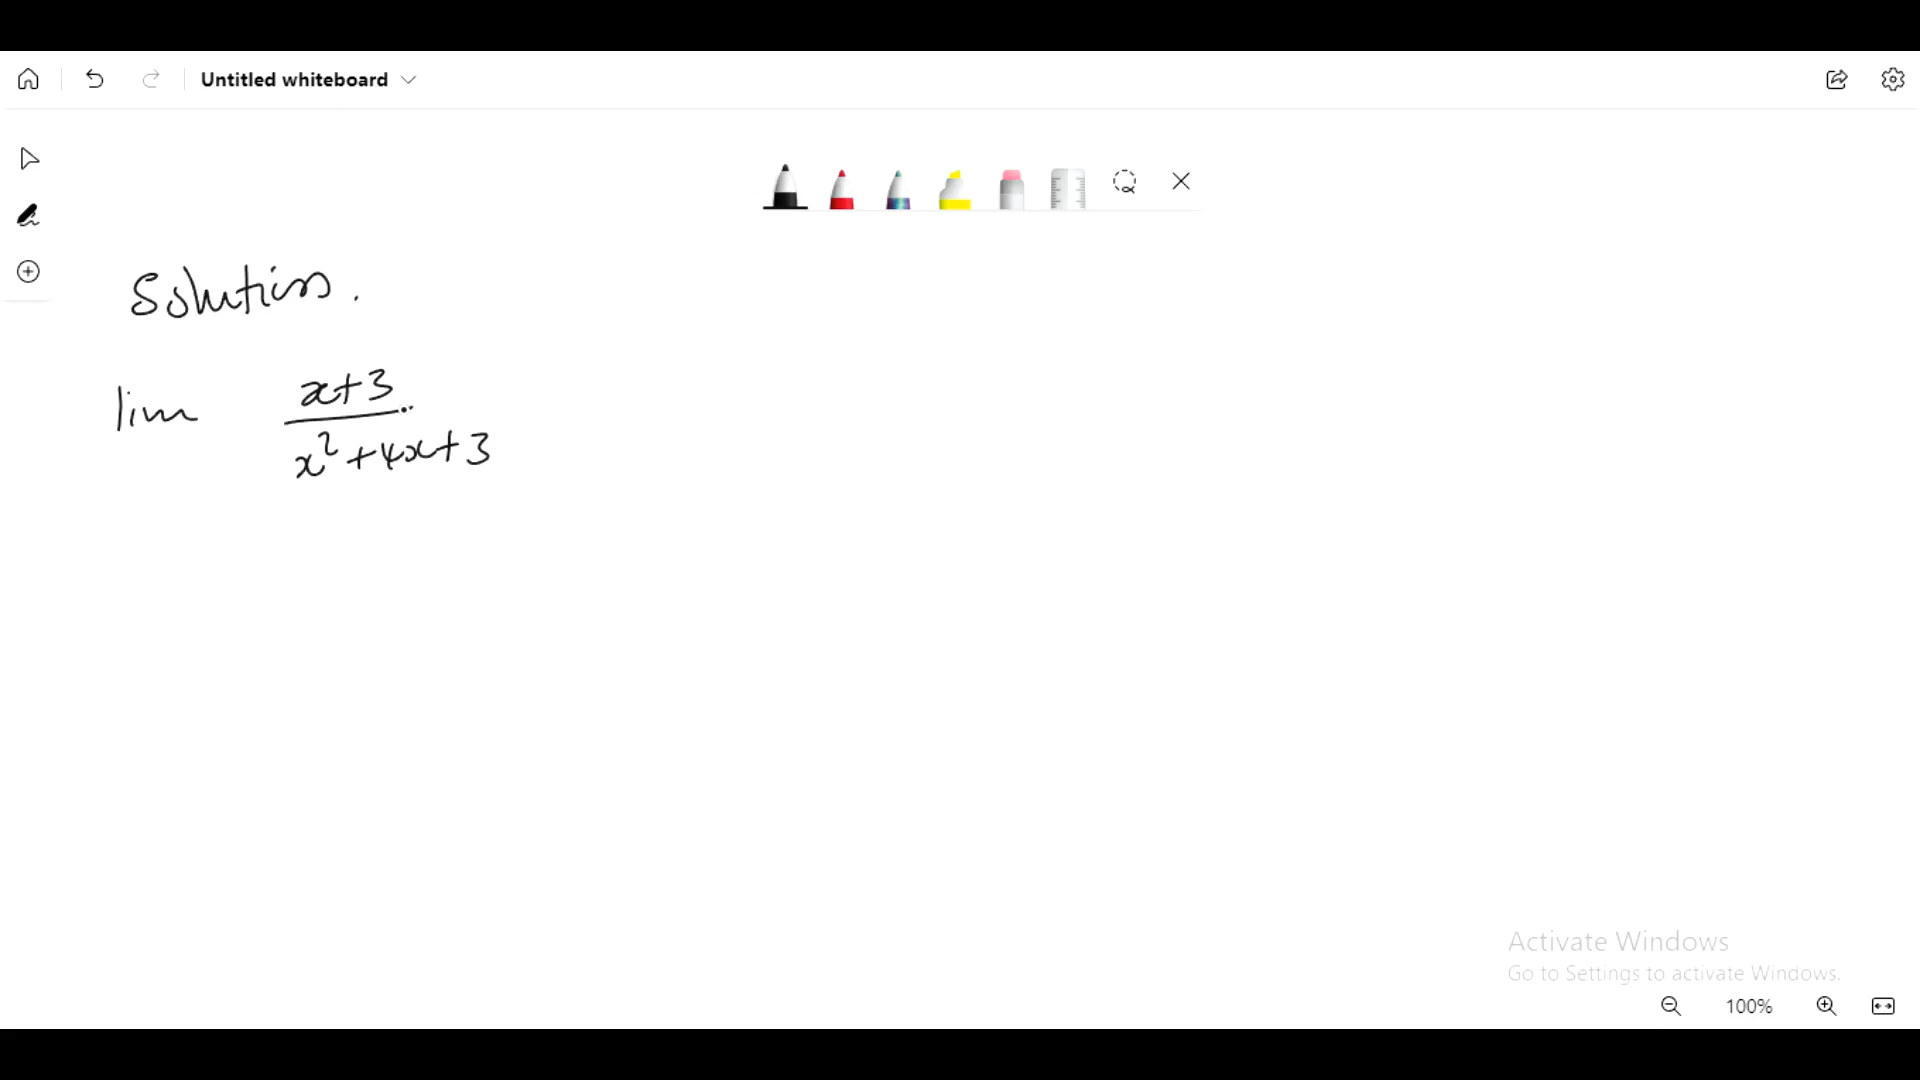 Untitled whiteboard
Solution.
lim x+3
x²+4x+3
Activate Windows
Go to Settings to activate Windows.
100%